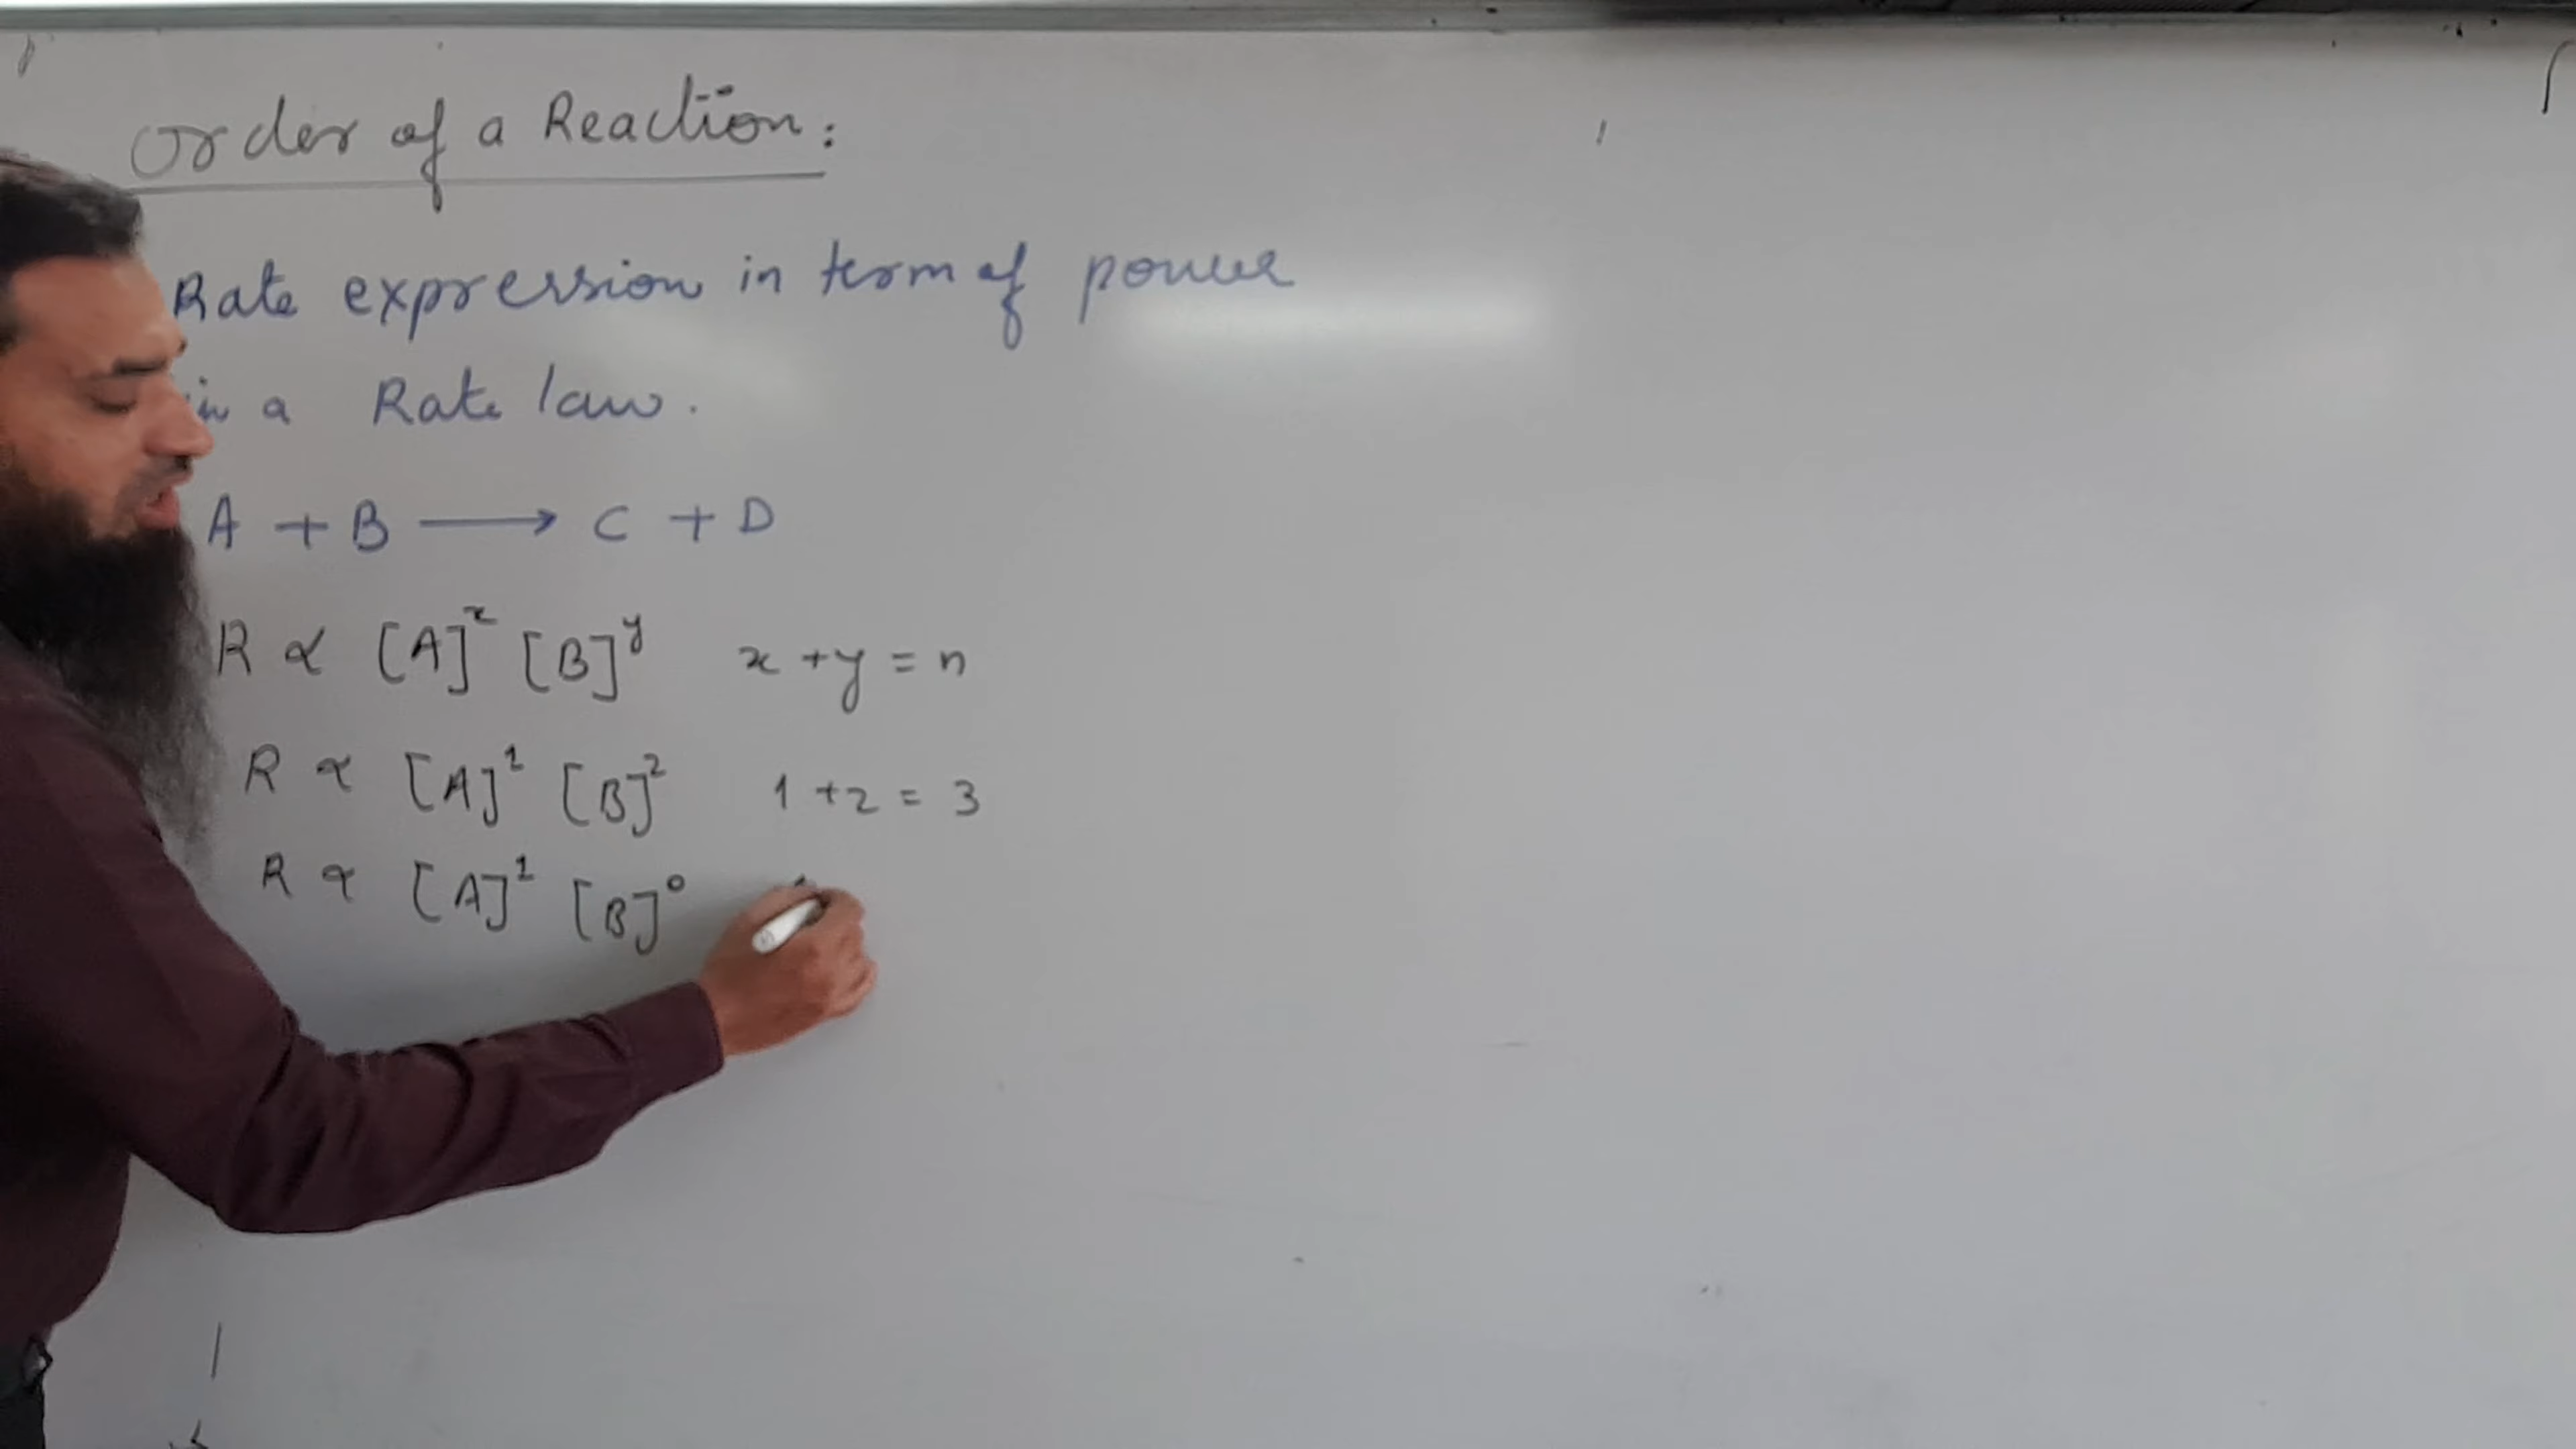 Order of a Reaction:
Rate expression in term of power
in a Rate law.
A + B ⟶ C + D
R ∝ [A]ˣ [B]ʸ x + y = n
R ∝ [A]¹ [B]² 1 + 2 = 3
R ∝ [A]¹ [B]⁰